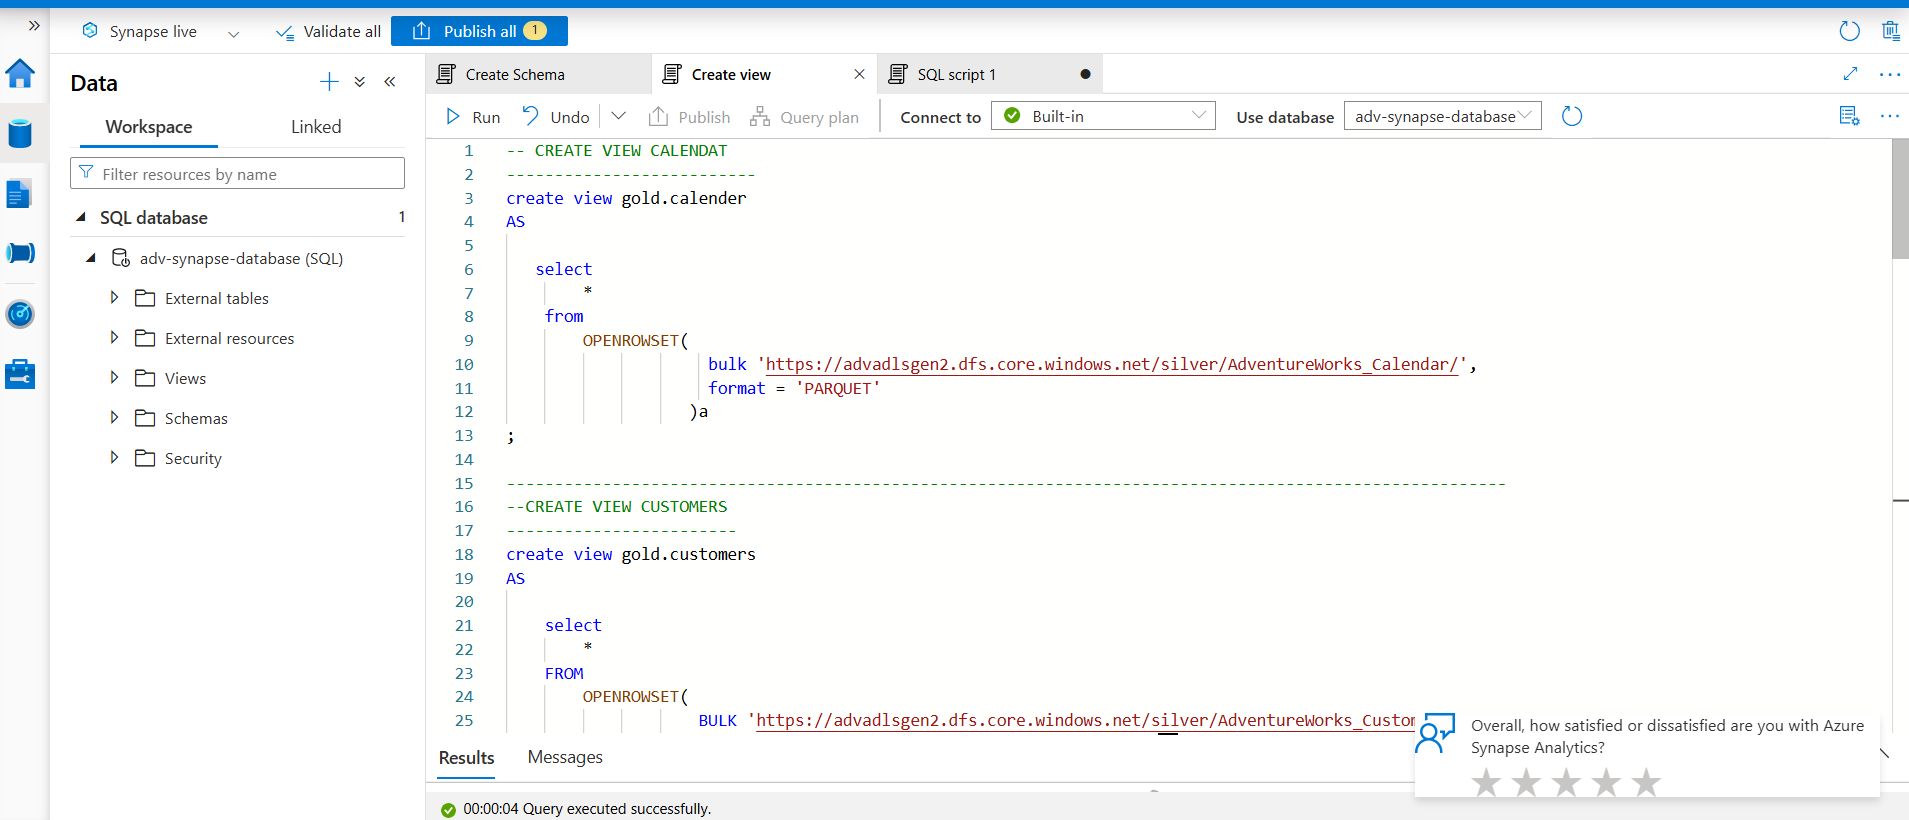 Synapse live
Validate all
Publish all 1
Data
Workspace
Linked
Filter resources by name
SQL database 1
adv-synapse-database (SQL)
External tables
External resources
Views
Schemas
Security
Create Schema
Create view
SQL script 1
Run
Undo
Publish
Query plan
Connect to
Built-in
Use database
adv-synapse-database
1 -- CREATE VIEW CALENDAT
2 --------------------------
3 create view gold.calender
4 AS
5
6 select
7 *
8 from
9 OPENROWSET(
10 bulk 'https://advadlsgen2.dfs.core.windows.net/silver/AdventureWorks_Calendar/',
11 format = 'PARQUET'
12 )a
13 ;
14
15 --------------------------------------------------------------------------------------------------------
16 --CREATE VIEW CUSTOMERS
17 ------------------------
18 create view gold.customers
19 AS
20
21 select
22 *
23 FROM
24 OPENROWSET(
25 BULK 'https://advadlsgen2.dfs.core.windows.net/silver/AdventureWorks_Custom
Results
Messages
00:00:04 Query executed successfully.
Overall, how satisfied or dissatisfied are you with Azure
Synapse Analytics?